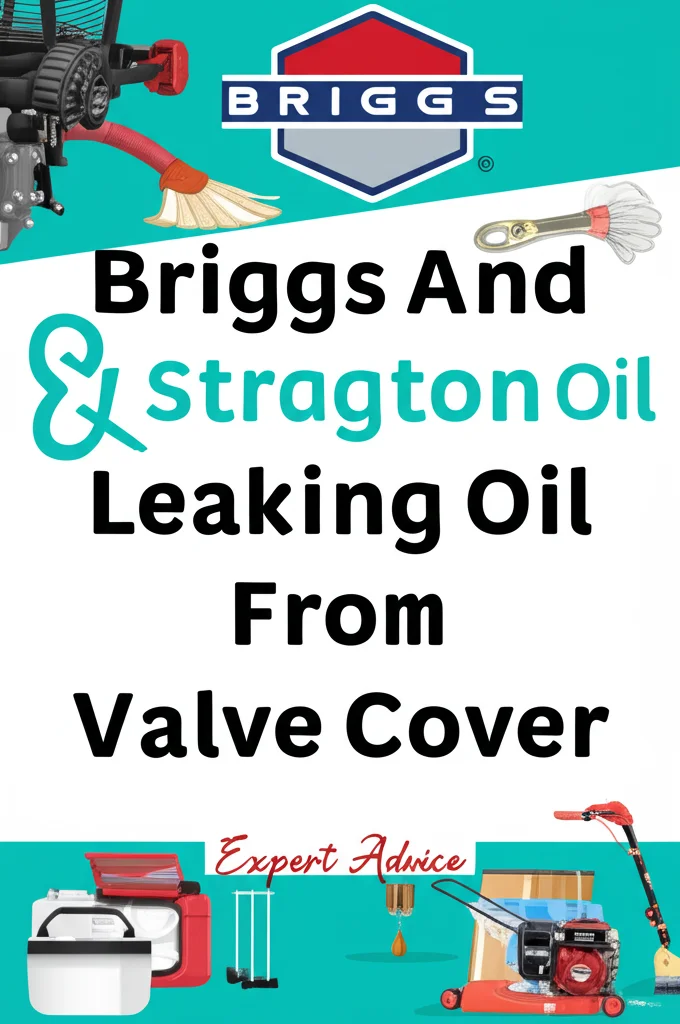 BRIGGS
®
Briggs And
& Stragton Oil
Leaking Oil
From
Valve Cover
Expert Advice